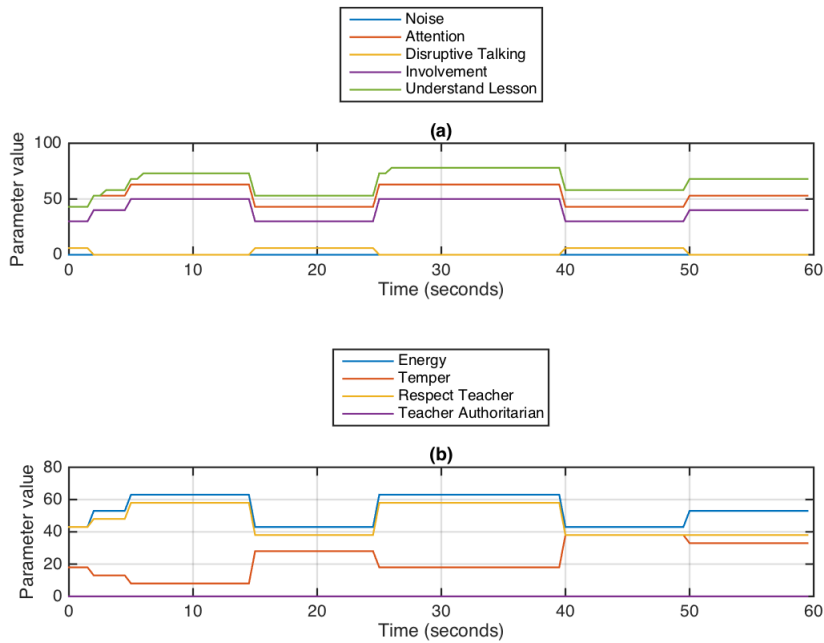 Noise
Attention
Disruptive Talking
Involvement
Understand Lesson
(a)
100
50
0
Parameter value
0 10 20 30 40 50 60
Time (seconds)
Energy
Temper
Respect Teacher
Teacher Authoritarian
(b)
80
60
40
20
0
Parameter value
0 10 20 30 40 50 60
Time (seconds)